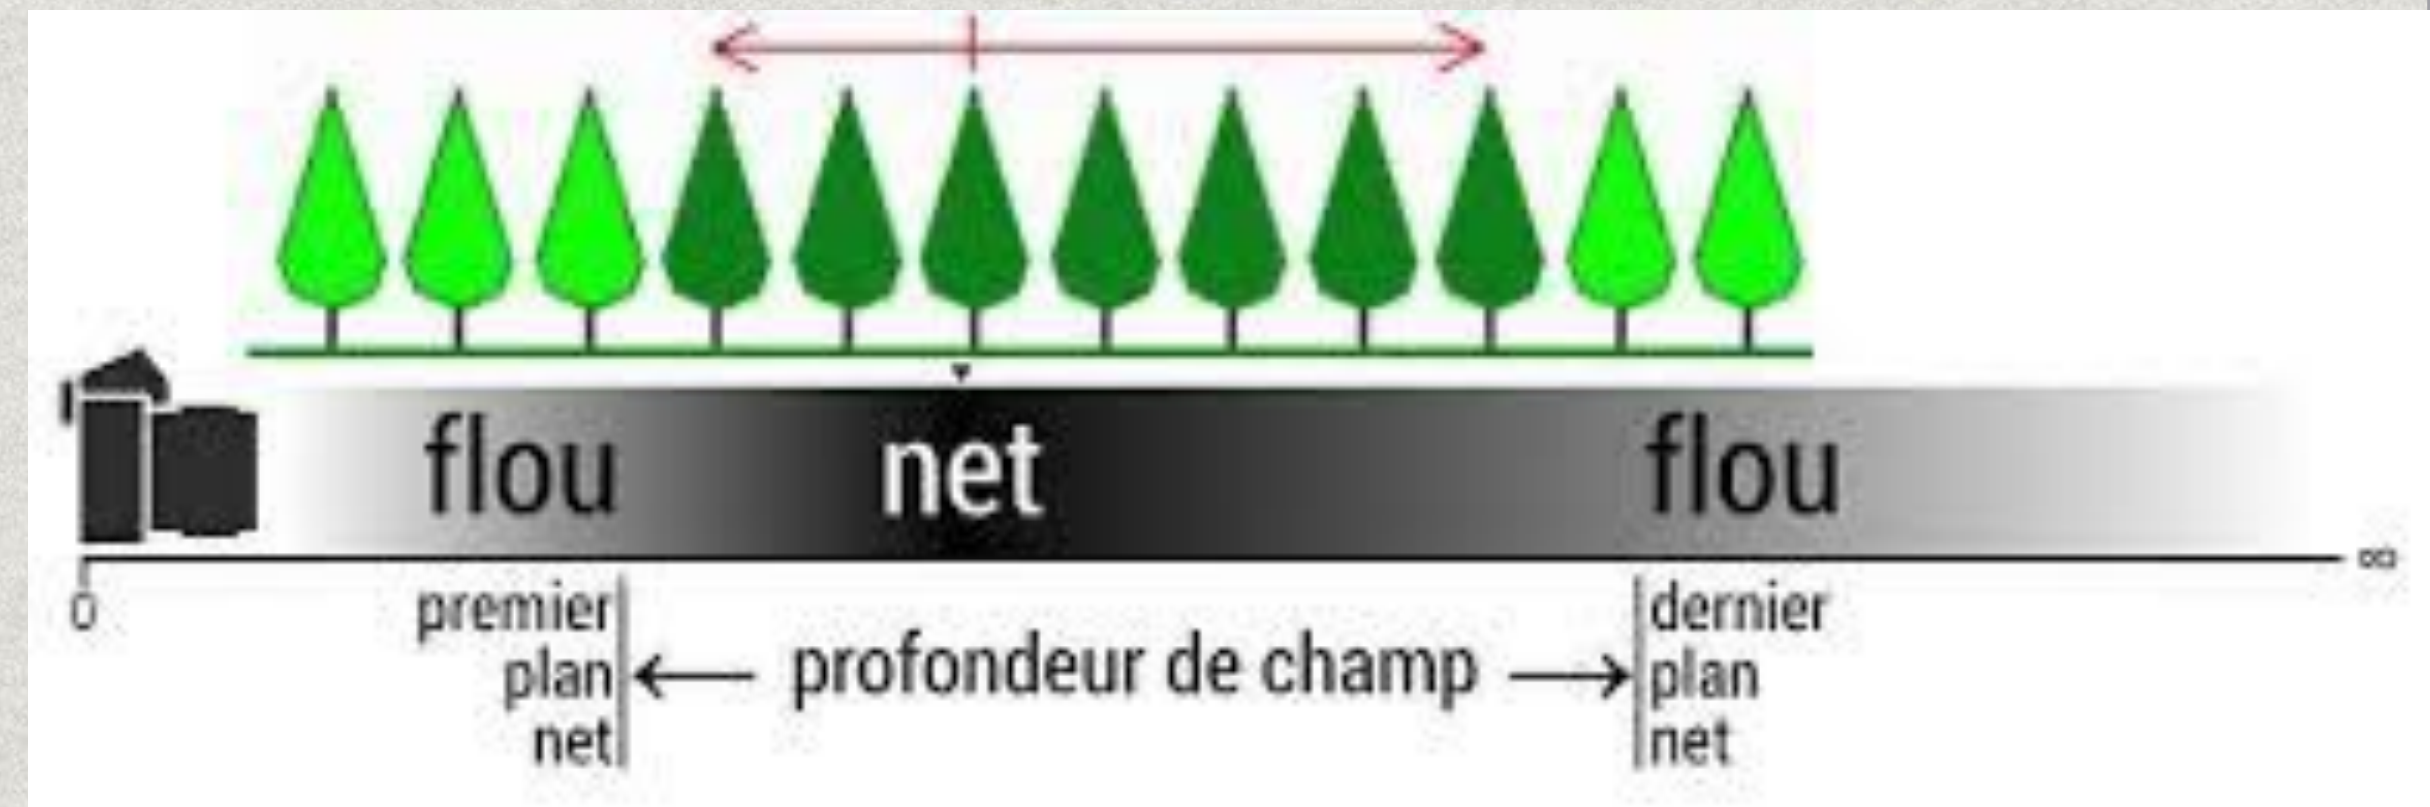 flou net flou
0 ∞
premier
plan
net
profondeur de champ
dernier
plan
net